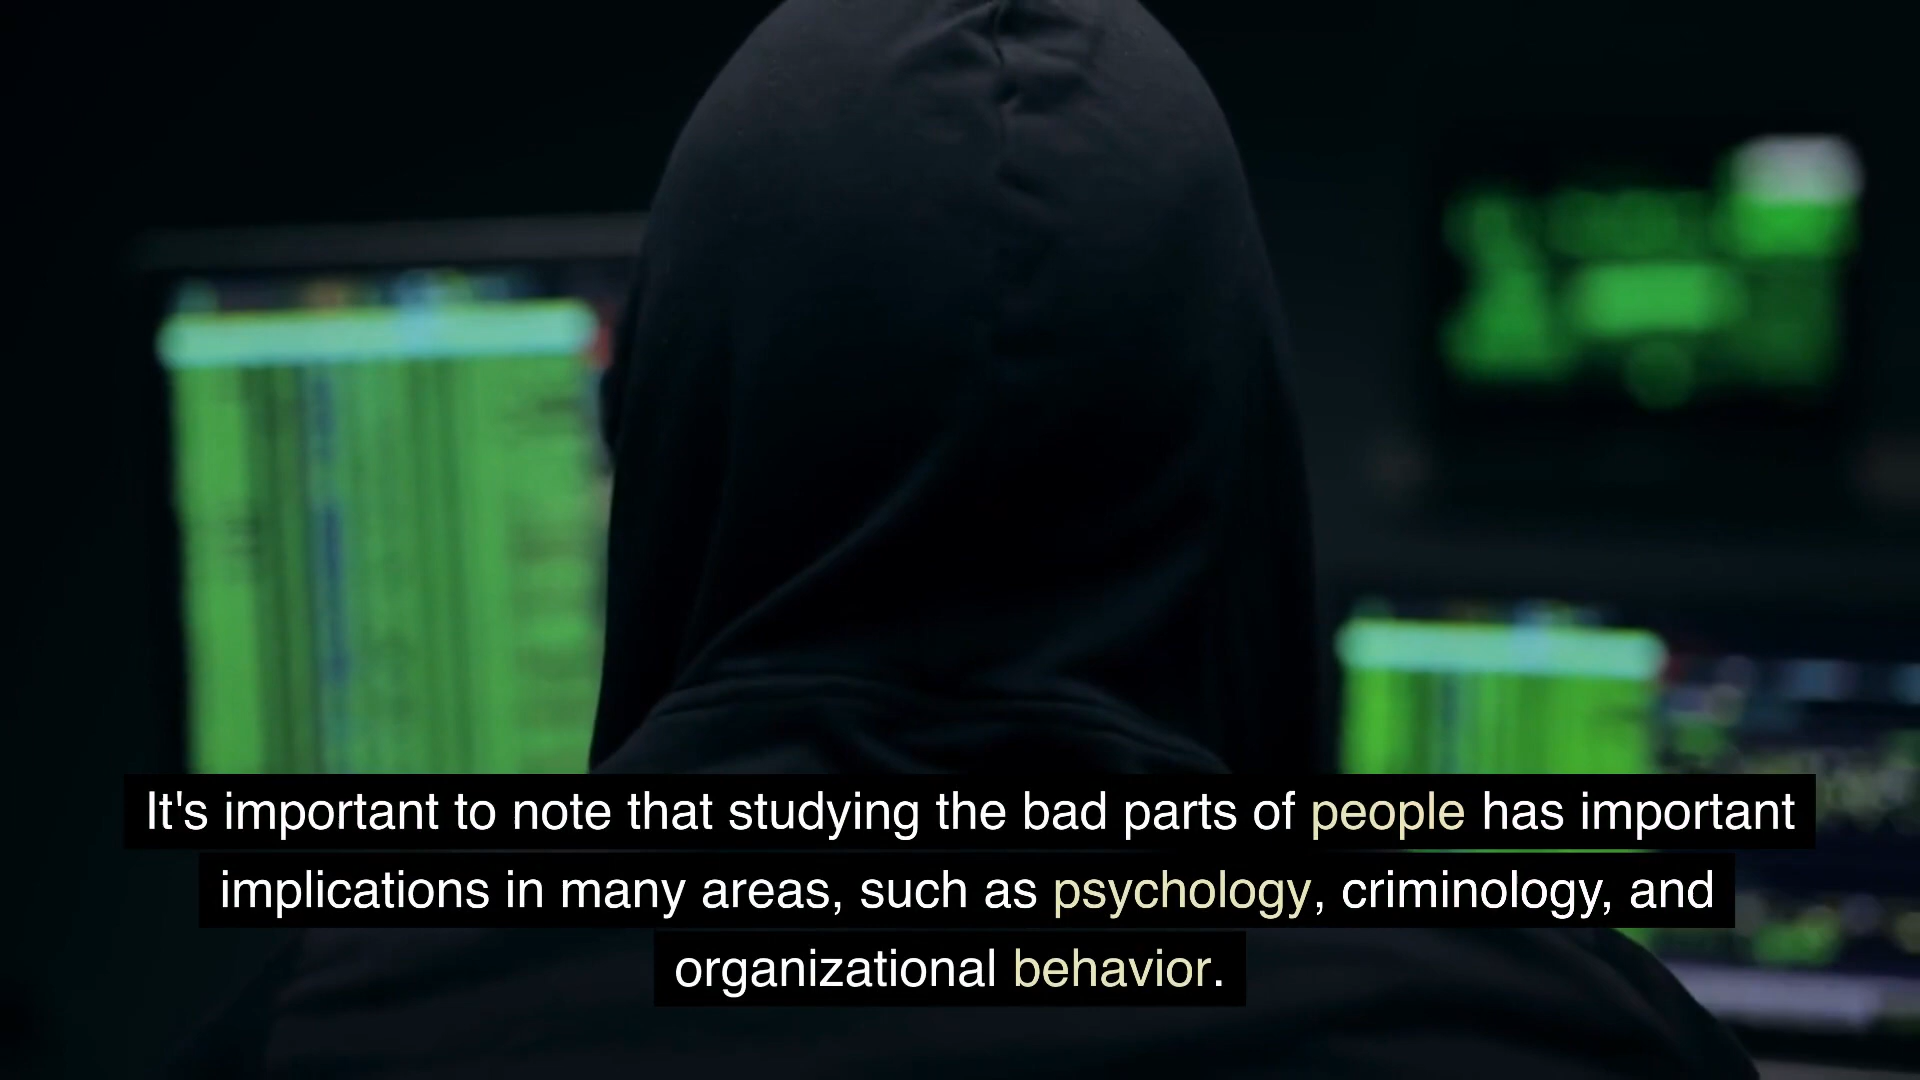 It's important to note that studying the bad parts of people has important
implications in many areas, such as psychology, criminology, and
organizational behavior.